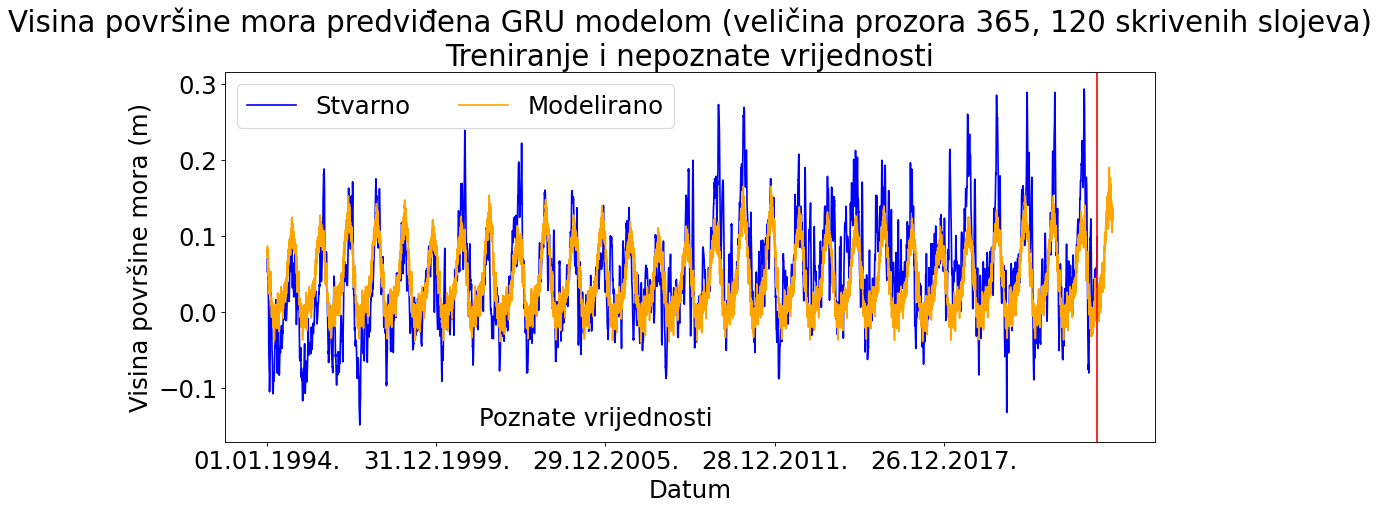 Visina površine mora predviđena GRU modelom (veličina prozora 365, 120 skrivenih slojeva)
Treniranje i nepoznate vrijednosti
Stvarno
Modelirano
0.3
0.2
0.1
0.0
−0.1
Visina površine mora (m)
Poznate vrijednosti
01.01.1994.
31.12.1999.
29.12.2005.
28.12.2011.
26.12.2017.
Datum